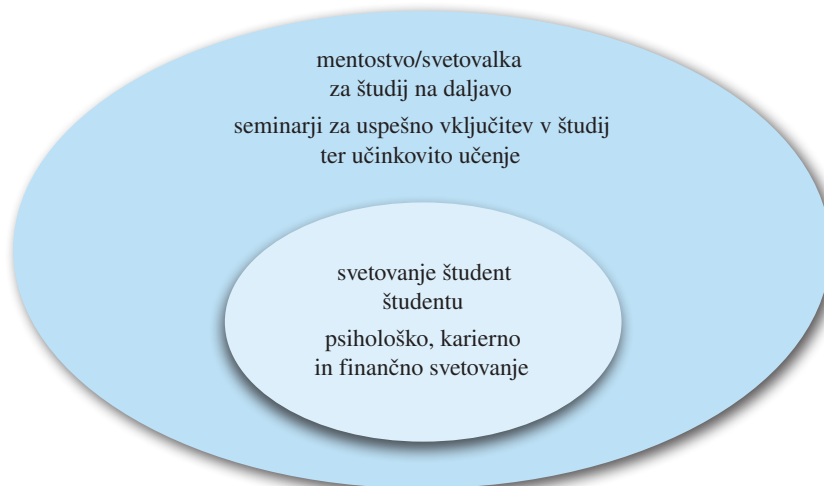 mentostvo/svetovalka
za študij na daljavo
seminarji za uspešno vključitev v študij
ter učinkovito učenje
svetovanje študent
študentu
psihološko, karierno
in finančno svetovanje